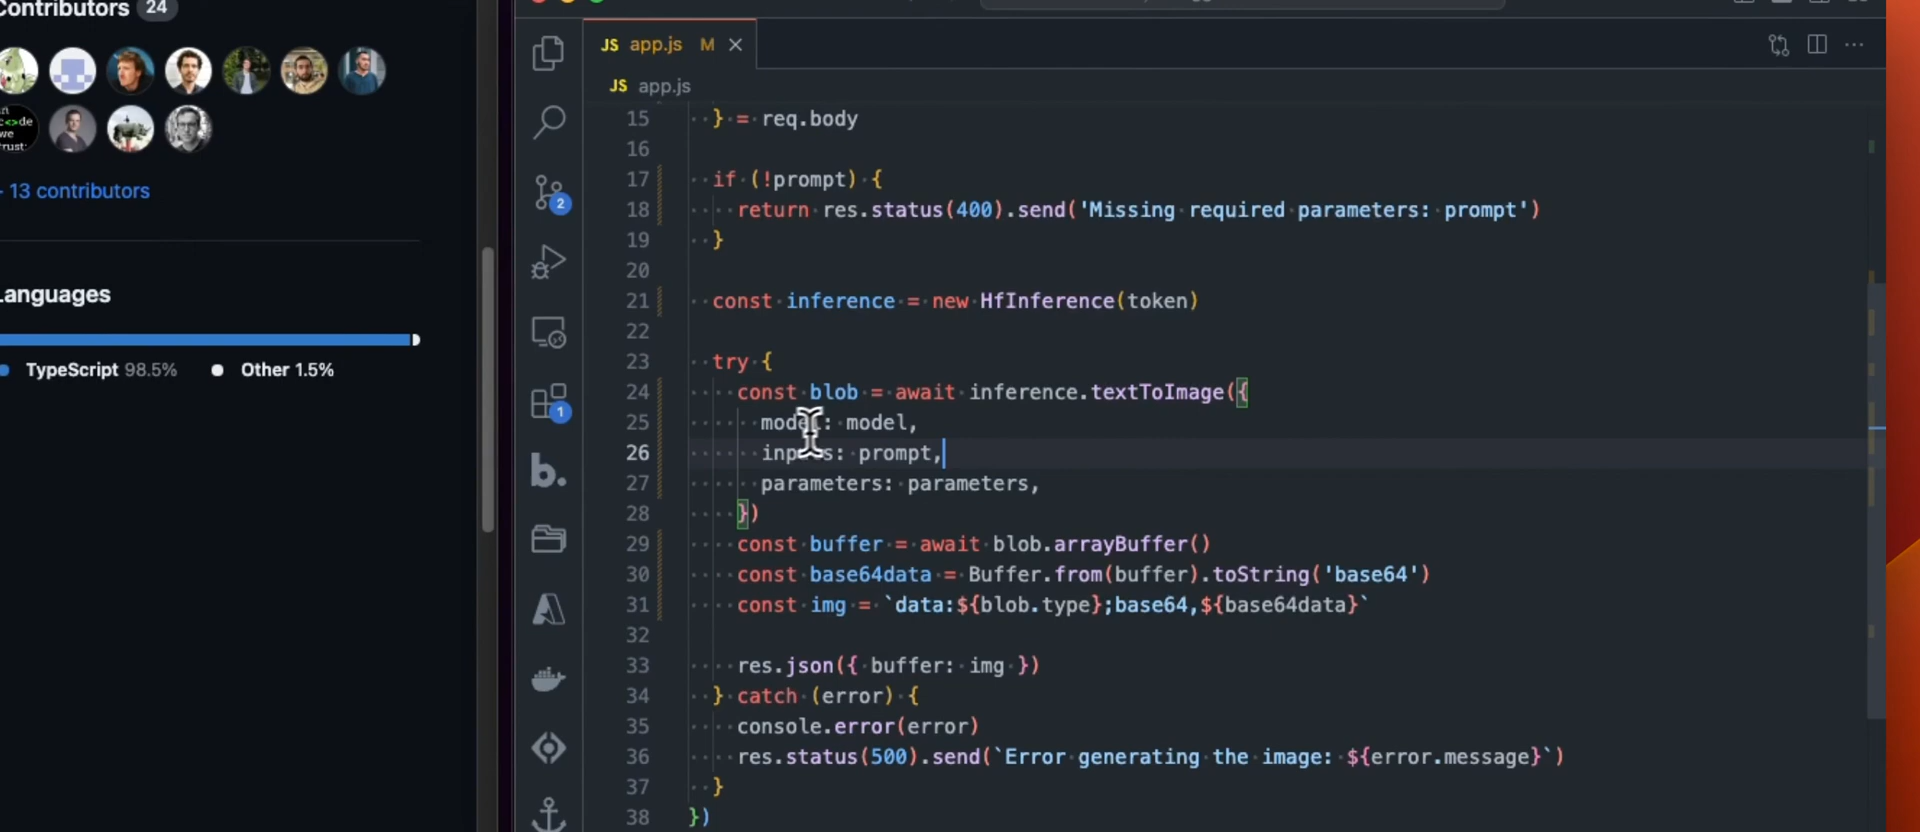 Contributors 24
13 contributors
Languages
TypeScript 98.5% Other 1.5%
JS app.js M
JS app.js
2
1
b.
15 } = req.body
16
17 if (!prompt) {
18 return res.status(400).send('Missing required parameters: prompt')
19 }
20
21 const inference = new HfInference(token)
22
23 try {
24 const blob = await inference.textToImage({
25 model: model,
26 inputs: prompt,
27 parameters: parameters,
28 })
29 const buffer = await blob.arrayBuffer()
30 const base64data = Buffer.from(buffer).toString('base64')
31 const img = `data:${blob.type};base64,${base64data}`
32
33 res.json({ buffer: img })
34 } catch (error) {
35 console.error(error)
36 res.status(500).send(`Error generating the image: ${error.message}`)
37 }
38 })